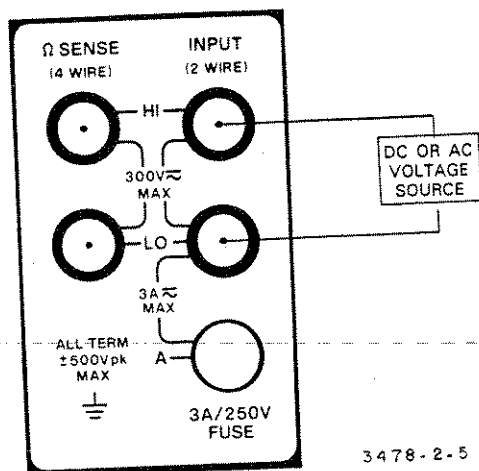 Ω SENSE
(4 WIRE)
INPUT
(2 WIRE)
HI
300V⎓
MAX
LO
3A⎓
MAX
ALL TERM
±500Vpk
MAX
A
3A/250V
FUSE
DC OR AC
VOLTAGE
SOURCE
3478-2-5